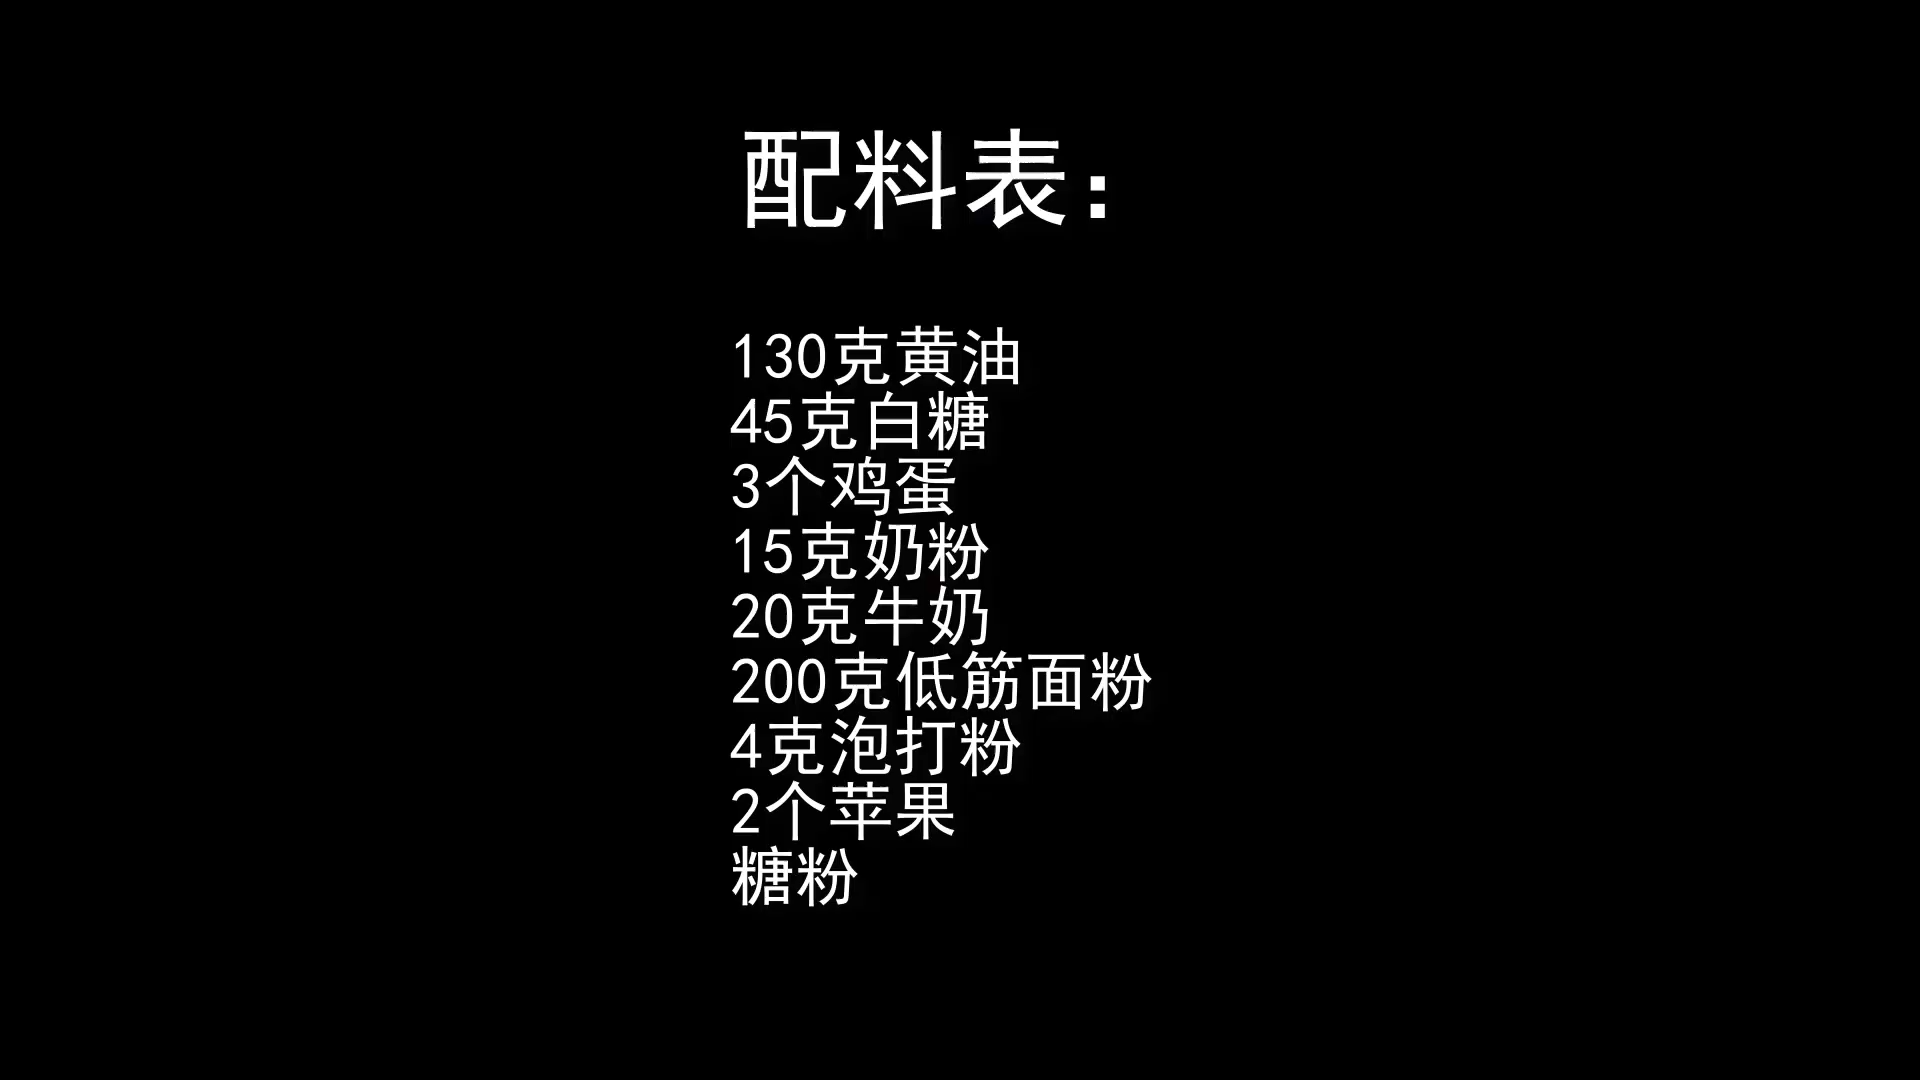 配料表：
130克黄油
45克白糖
3个鸡蛋
15克奶粉
20克牛奶
200克低筋面粉
4克泡打粉
2个苹果
糖粉